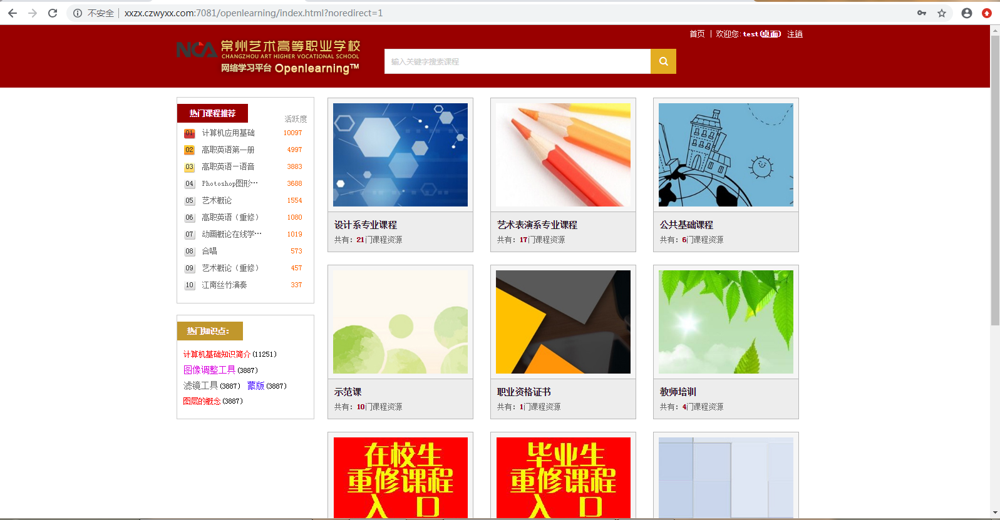 不安全
xxzx.czwyxx.com:7081/openlearning/index.html?noredirect=1
首页 | 欢迎您:test(桌面) 注销
NCA
常州艺术高等职业学校
CHANGZHOU ART HIGHER VOCATIONAL SCHOOL
网络学习平台 Openlearning™
输入关键字搜索课程
热门课程推荐
活跃度
01 计算机应用基础 10097
02 高职英语第一册 4997
03 高职英语—语音 3883
04 Photoshop图形… 3688
05 艺术概论 1554
06 高职英语（重修） 1080
07 动画概论在线学… 1019
08 合唱 573
09 艺术概论（重修） 457
10 江南丝竹演奏 337
热门知识点：
计算机基础知识简介(11251)
图像调整工具(3887)
滤镜工具(3887) 蒙版(3887)
图层的概念(3887)
设计系专业课程
共有：21门课程资源
艺术表演系专业课程
共有：17门课程资源
公共基础课程
共有：6门课程资源
示范课
共有：10门课程资源
职业资格证书
共有：1门课程资源
教师培训
共有：4门课程资源
在校生
重修课程
入 口
毕业生
重修课程
入 口